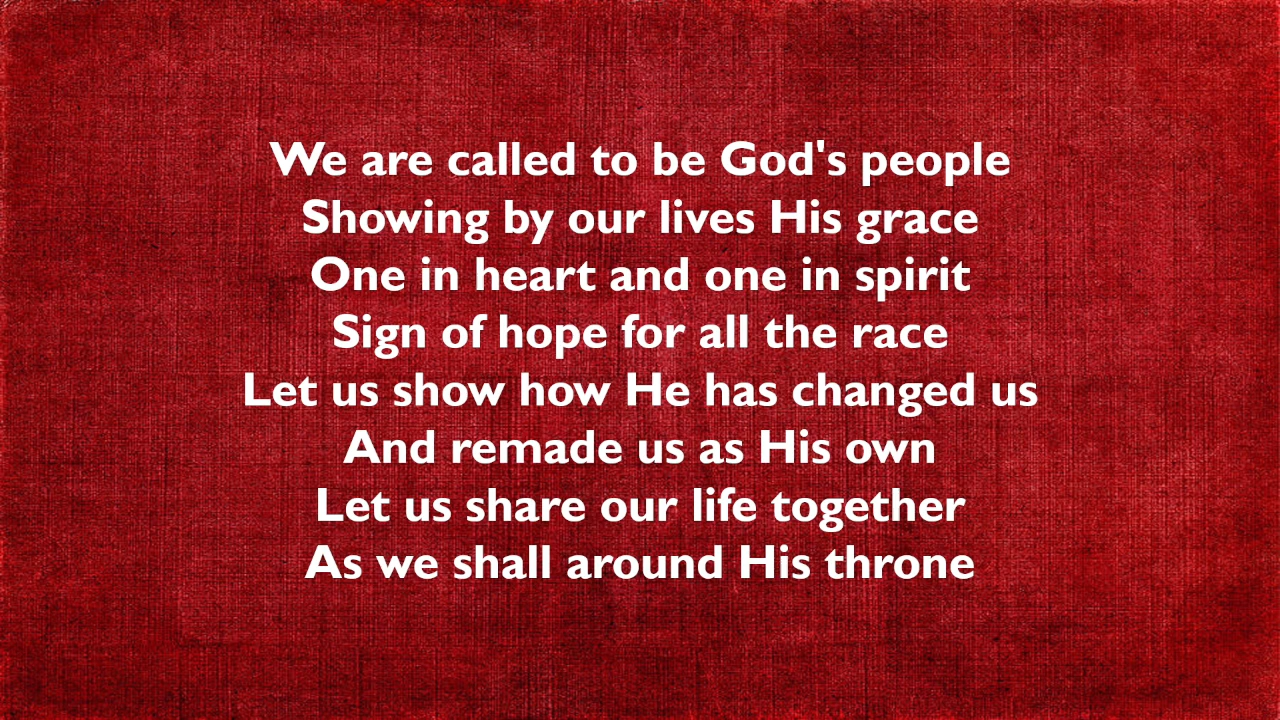 We are called to be God's people
Showing by our lives His grace
One in heart and one in spirit
Sign of hope for all the race
Let us show how He has changed us
And remade us as His own
Let us share our life together
As we shall around His throne